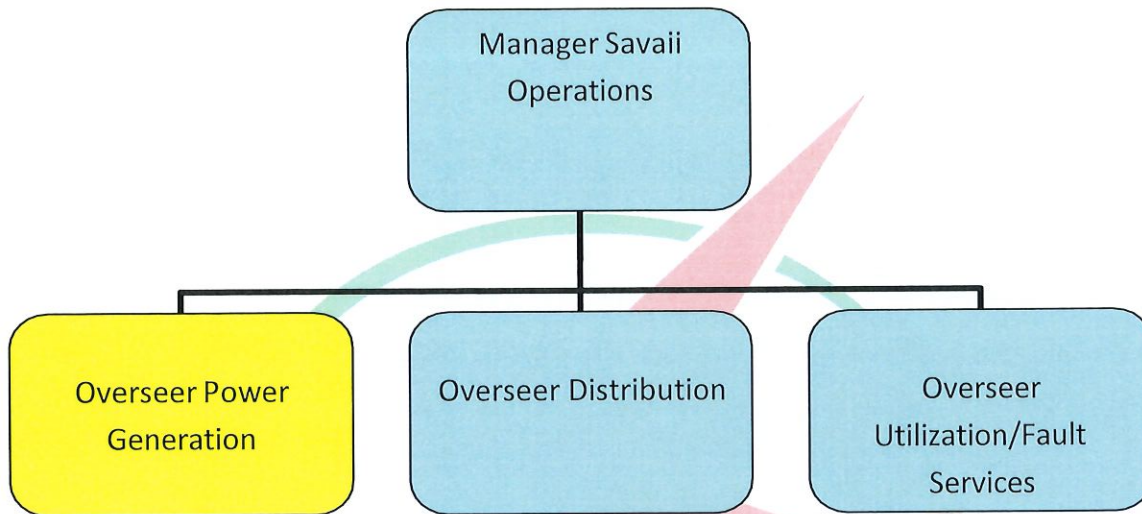 Manager Savaii
Operations
Overseer Power
Generation
Overseer Distribution
Overseer
Utilization/Fault
Services